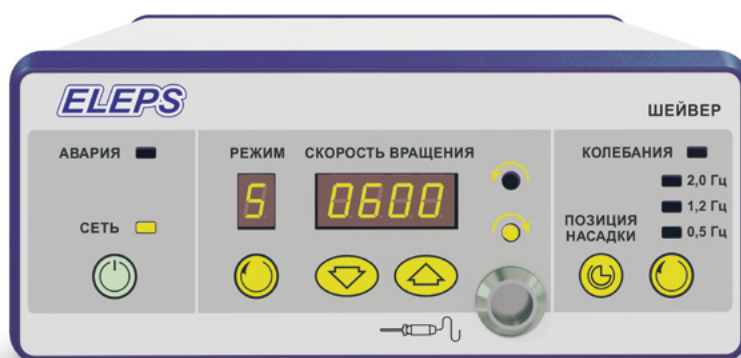 ELEPS
ШЕЙВЕР
АВАРИЯ
СЕТЬ
РЕЖИМ
5
СКОРОСТЬ ВРАЩЕНИЯ
0600
КОЛЕБАНИЯ
2,0 Гц
1,2 Гц
0,5 Гц
ПОЗИЦИЯ
НАСАДКИ